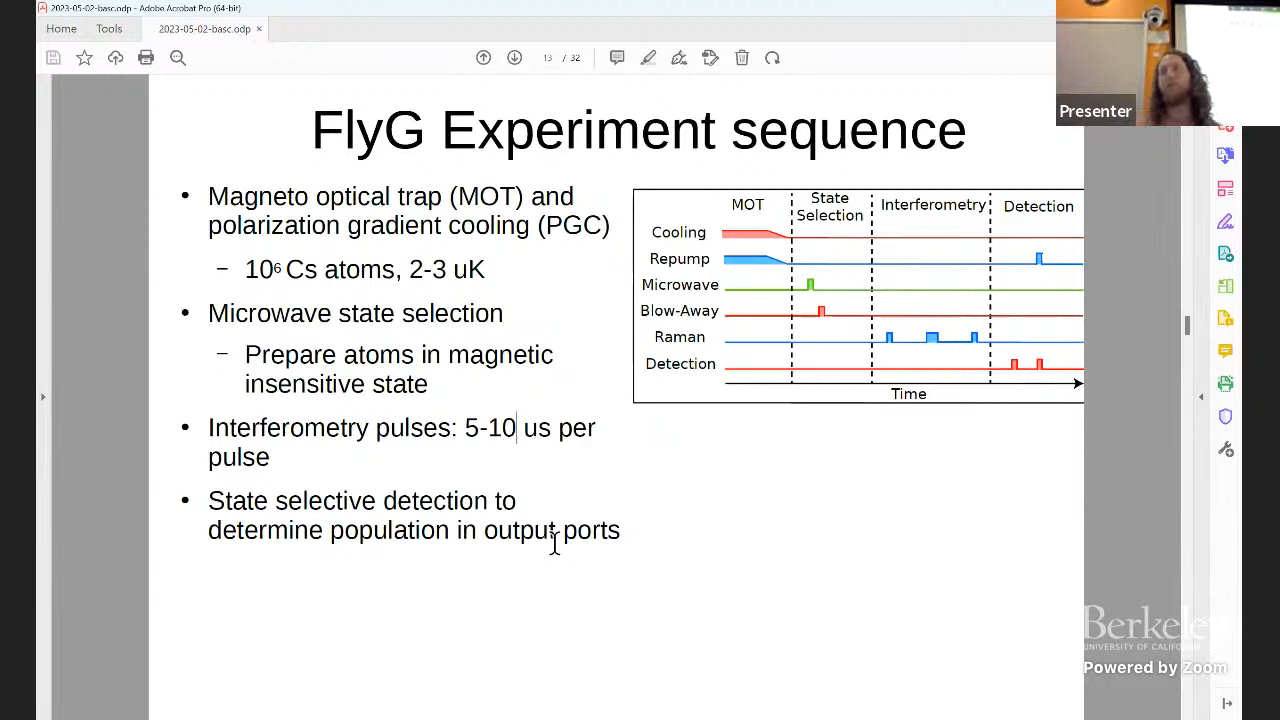 2023-05-02-basc.odp - Adobe Acrobat Pro (64-bit)
Home Tools 2023-05-02-basc.odp ×
13 / 32
Presenter
FlyG Experiment sequence
• Magneto optical trap (MOT) and
polarization gradient cooling (PGC)
– 10⁶ Cs atoms, 2-3 uK
• Microwave state selection
– Prepare atoms in magnetic
insensitive state
• Interferometry pulses: 5-10 us per
pulse
• State selective detection to
determine population in output ports
MOT
State
Selection
Interferometry
Detection
Cooling
Repump
Microwave
Blow-Away
Raman
Detection
Time
Berkeley
UNIVERSITY OF CALIFORNIA
Powered by Zoom